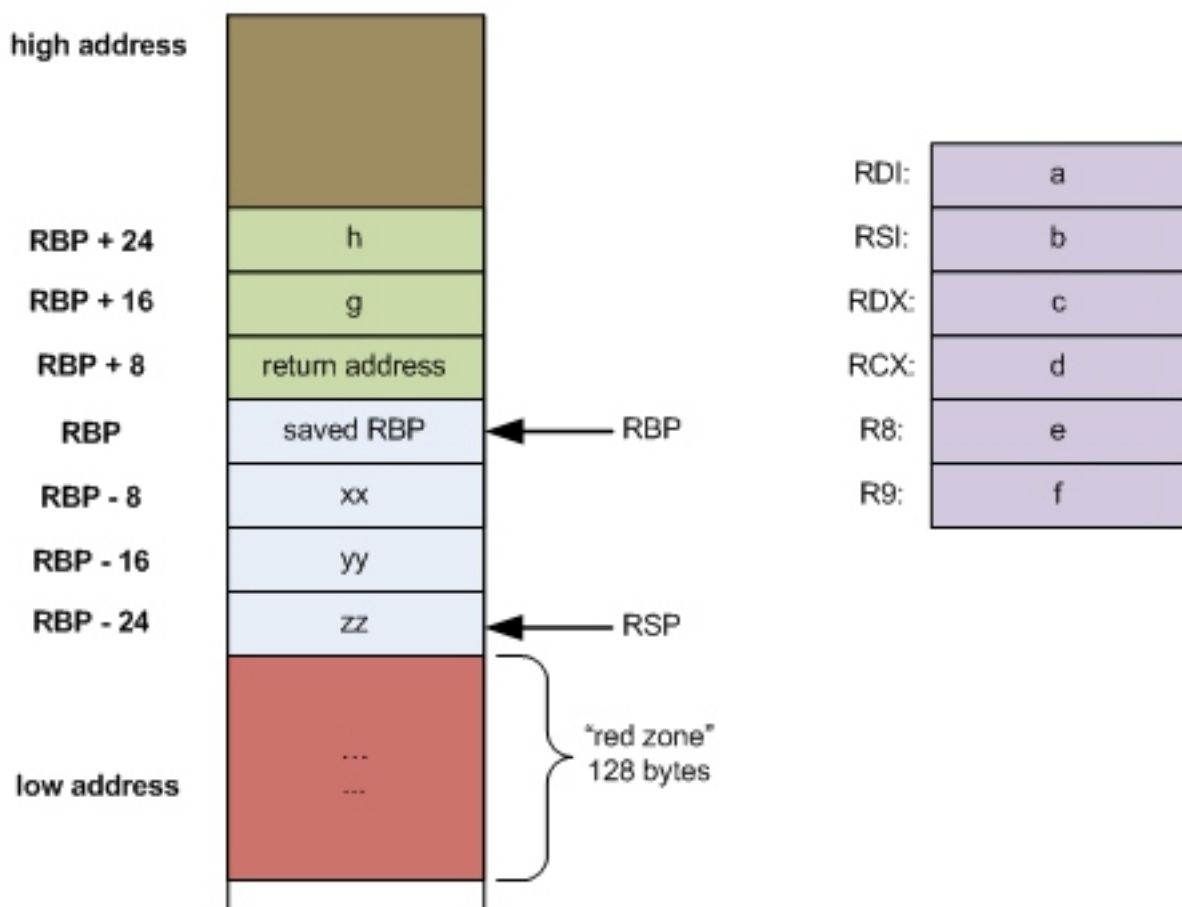 high address
RBP + 24
h
RBP + 16
g
RBP + 8
return address
RBP
saved RBP
RBP
RBP - 8
xx
RBP - 16
yy
RBP - 24
zz
RSP
...
...
low address
“red zone”
128 bytes
RDI:
a
RSI:
b
RDX:
c
RCX:
d
R8:
e
R9:
f